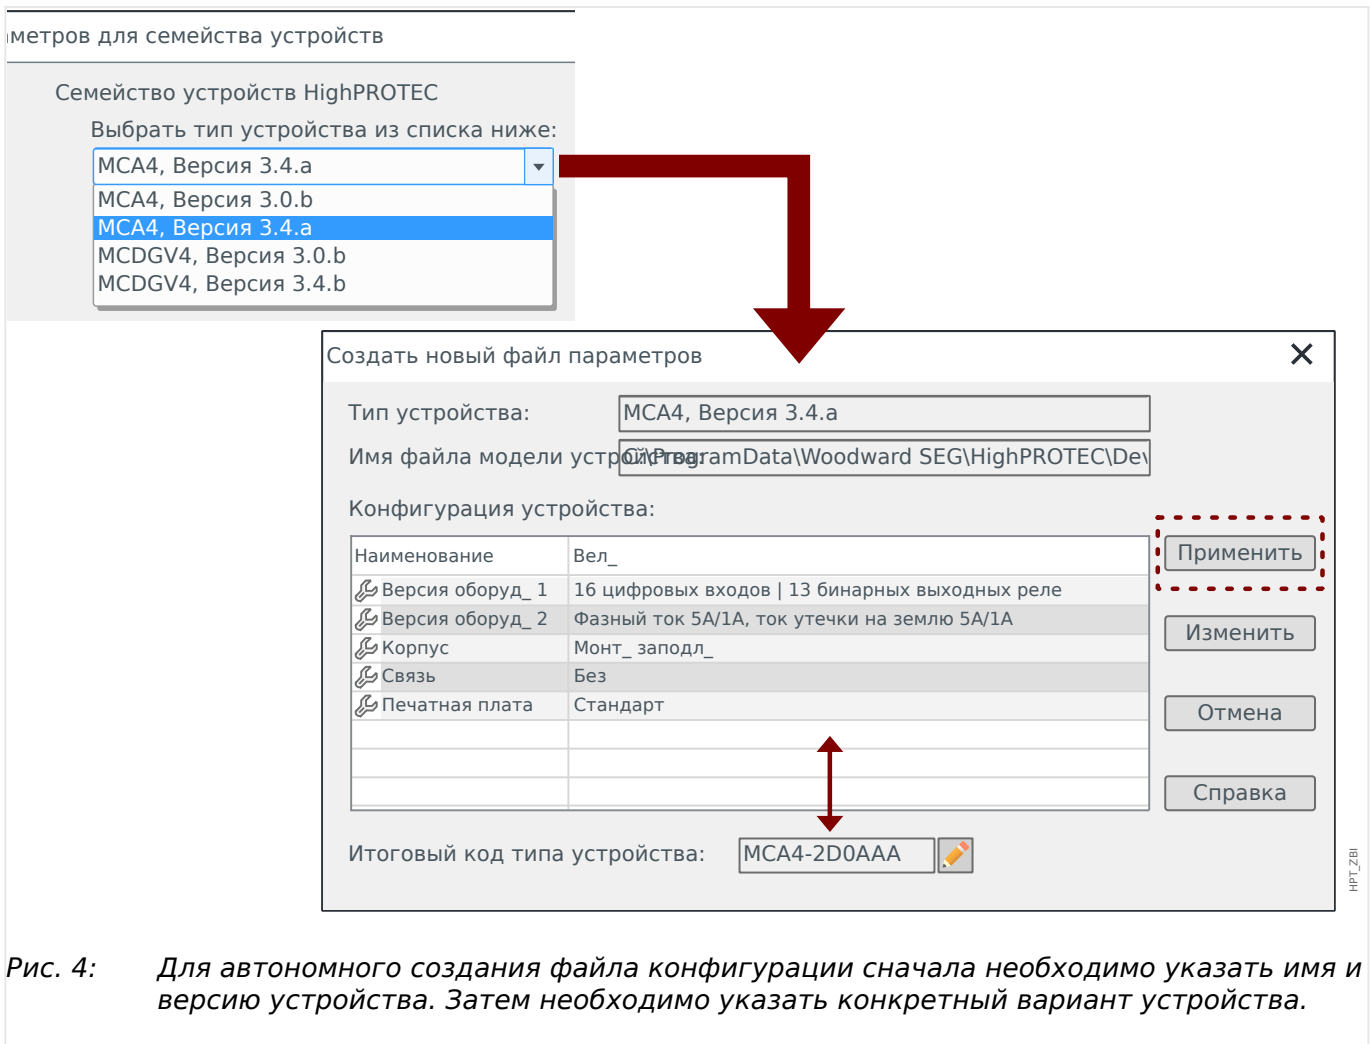 метров для семейства устройств
Семейство устройств HighPROTEC
Выбрать тип устройства из списка ниже:
MCA4, Версия 3.4.a
MCA4, Версия 3.0.b
MCA4, Версия 3.4.a
MCDGV4, Версия 3.0.b
MCDGV4, Версия 3.4.b
Создать новый файл параметров
Тип устройства: MCA4, Версия 3.4.a
Имя файла модели устройства: C:\ProgramData\Woodward SEG\HighPROTEC\Dev
Конфигурация устройства:
Наименование Вел_
Версия оборуд_ 1 16 цифровых входов | 13 бинарных выходных реле
Версия оборуд_ 2 Фазный ток 5A/1A, ток утечки на землю 5A/1A
Корпус Монт_ заподл_
Связь Без
Печатная плата Стандарт
Применить
Изменить
Отмена
Справка
Итоговый код типа устройства: MCA4-2D0AAA
HPT_ZBI
Рис. 4: Для автономного создания файла конфигурации сначала необходимо указать имя и
версию устройства. Затем необходимо указать конкретный вариант устройства.